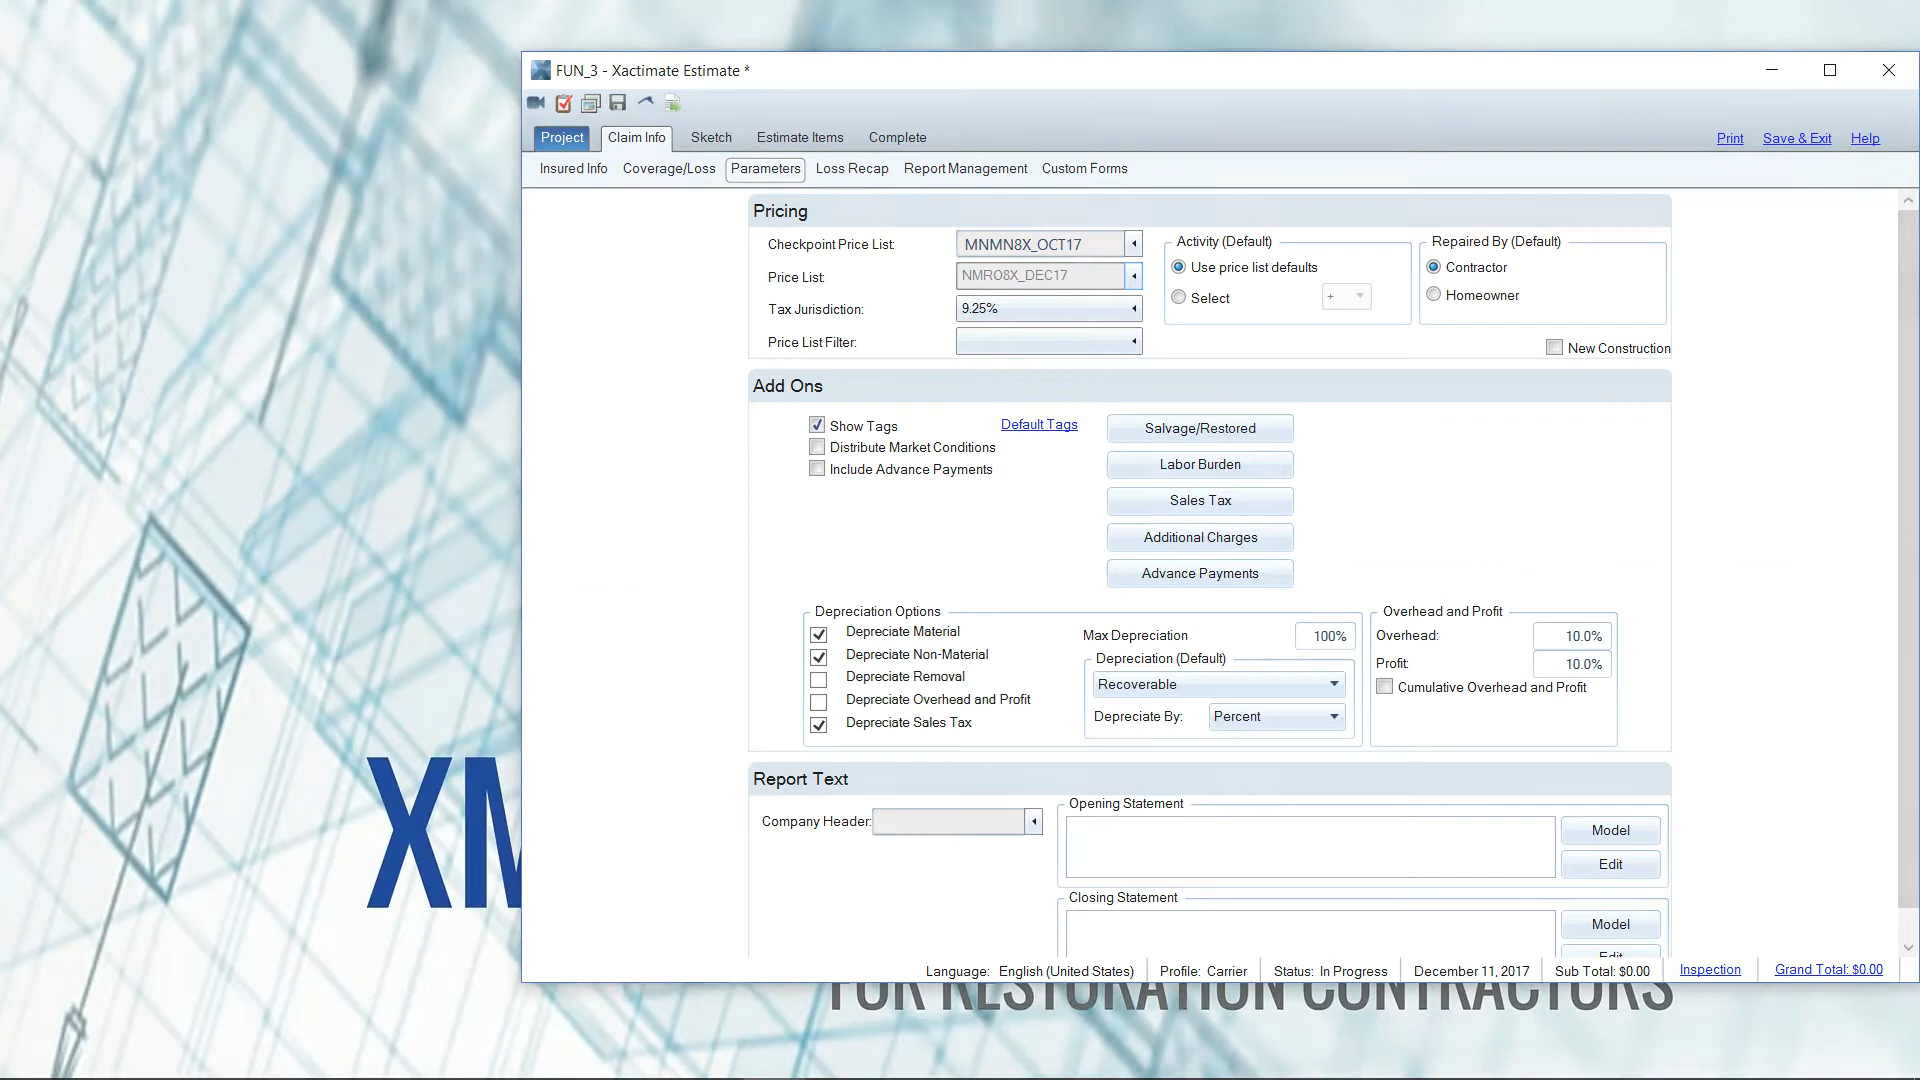 FUN_3 - Xactimate Estimate *
Project Claim Info Sketch Estimate Items Complete
Print Save & Exit Help
Insured Info Coverage/Loss Parameters Loss Recap Report Management Custom Forms
Pricing
Checkpoint Price List: MNMN8X_OCT17
Price List: NMRO8X_DEC17
Tax Jurisdiction: 9.25%
Price List Filter:
Activity (Default)
Use price list defaults
Select +
Repaired By (Default)
Contractor
Homeowner
New Construction
Add Ons
Show Tags Default Tags
Distribute Market Conditions
Include Advance Payments
Salvage/Restored
Labor Burden
Sales Tax
Additional Charges
Advance Payments
Depreciation Options
Depreciate Material
Depreciate Non-Material
Depreciate Removal
Depreciate Overhead and Profit
Depreciate Sales Tax
Max Depreciation 100%
Depreciation (Default)
Recoverable
Depreciate By: Percent
Overhead and Profit
Overhead: 10.0%
Profit: 10.0%
Cumulative Overhead and Profit
Report Text
Company Header:
Opening Statement
Model
Edit
Closing Statement
Model
Edit
Language: English (United States) Profile: Carrier Status: In Progress December 11, 2017 Sub Total: $0.00 Inspection Grand Total: $0.00
XM
FOR RESTORATION CONTRACTORS